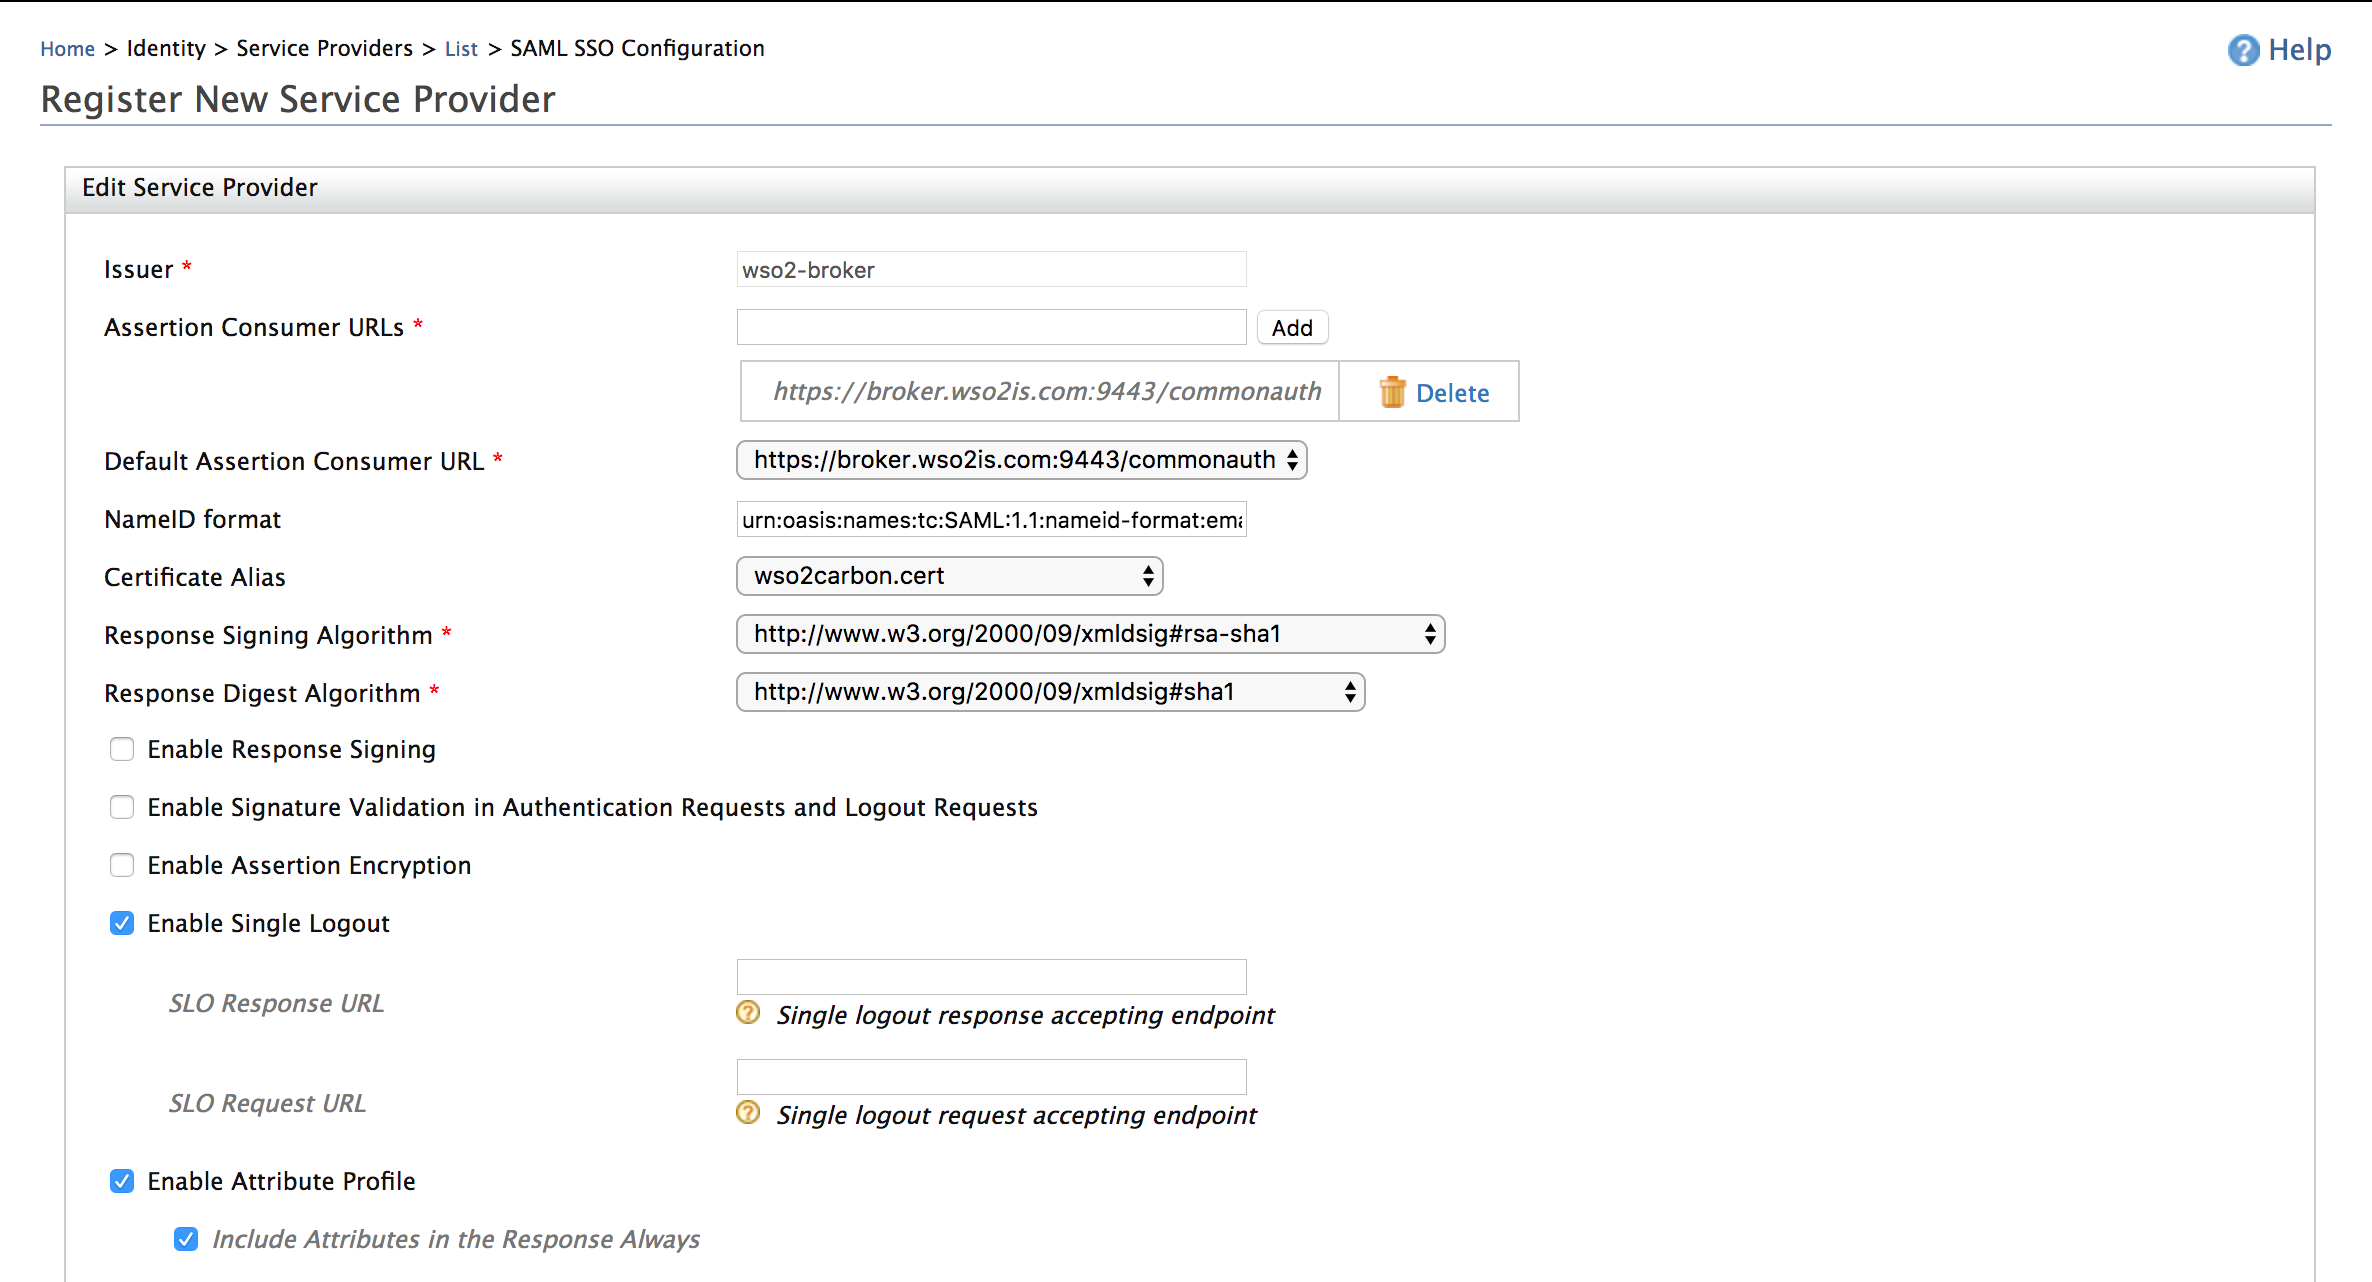 Home > Identity > Service Providers > List > SAML SSO Configuration
Help
Register New Service Provider
Edit Service Provider
Issuer * wso2-broker
Assertion Consumer URLs * Add
https://broker.wso2is.com:9443/commonauth Delete
Default Assertion Consumer URL * https://broker.wso2is.com:9443/commonauth
NameID format urn:oasis:names:tc:SAML:1.1:nameid-format:ema
Certificate Alias wso2carbon.cert
Response Signing Algorithm * http://www.w3.org/2000/09/xmldsig#rsa-sha1
Response Digest Algorithm * http://www.w3.org/2000/09/xmldsig#sha1
Enable Response Signing
Enable Signature Validation in Authentication Requests and Logout Requests
Enable Assertion Encryption
Enable Single Logout
SLO Response URL
Single logout response accepting endpoint
SLO Request URL
Single logout request accepting endpoint
Enable Attribute Profile
Include Attributes in the Response Always